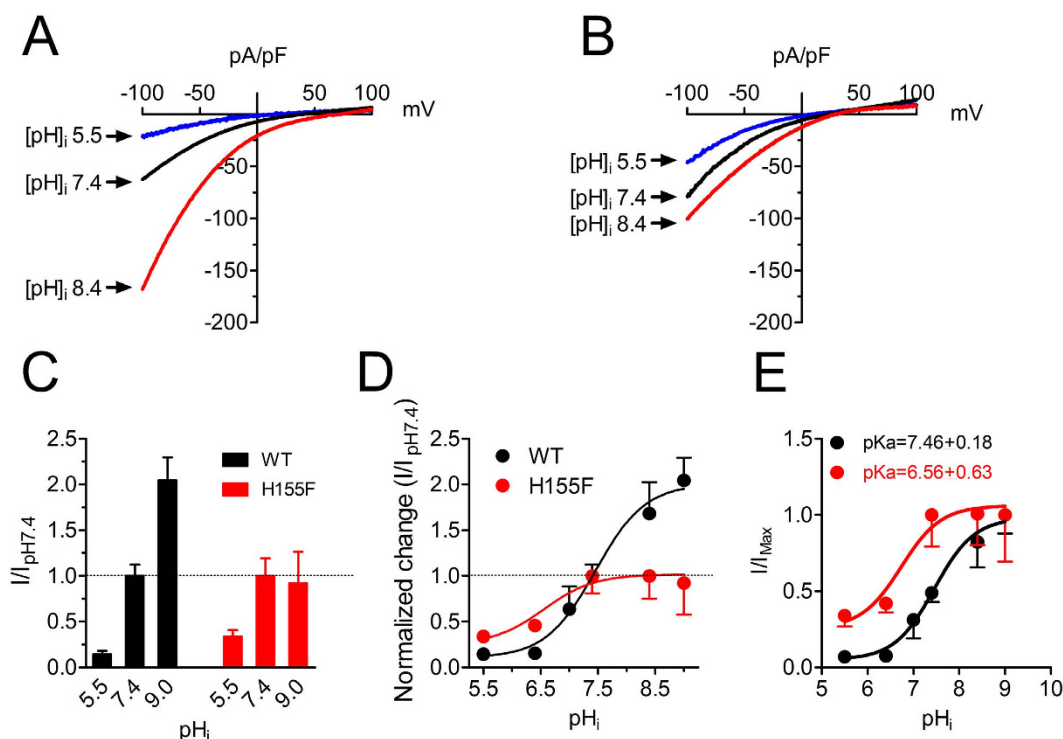 A
pA/pF
-100 -50 0 50 100
mV
[pH]i 5.5
[pH]i 7.4
[pH]i 8.4
-50
-100
-150
-200
B
pA/pF
-100 -50 0 50 100
mV
[pH]i 5.5
[pH]i 7.4
[pH]i 8.4
-50
-100
-150
-200
C
I/IpH7.4
2.5
2.0
1.5
1.0
0.5
0.0
WT
H155F
5.5 7.4 9.0 5.5 7.4 9.0
pHi
D
Normalized change (I/IpH7.4)
2.5
2.0
1.5
1.0
0.5
0.0
WT
H155F
5.5 6.5 7.5 8.5
pHi
E
I/IMax
1.5
1.0
0.5
0.0
pKa=7.46+0.18
pKa=6.56+0.63
5 6 7 8 9 10
pHi